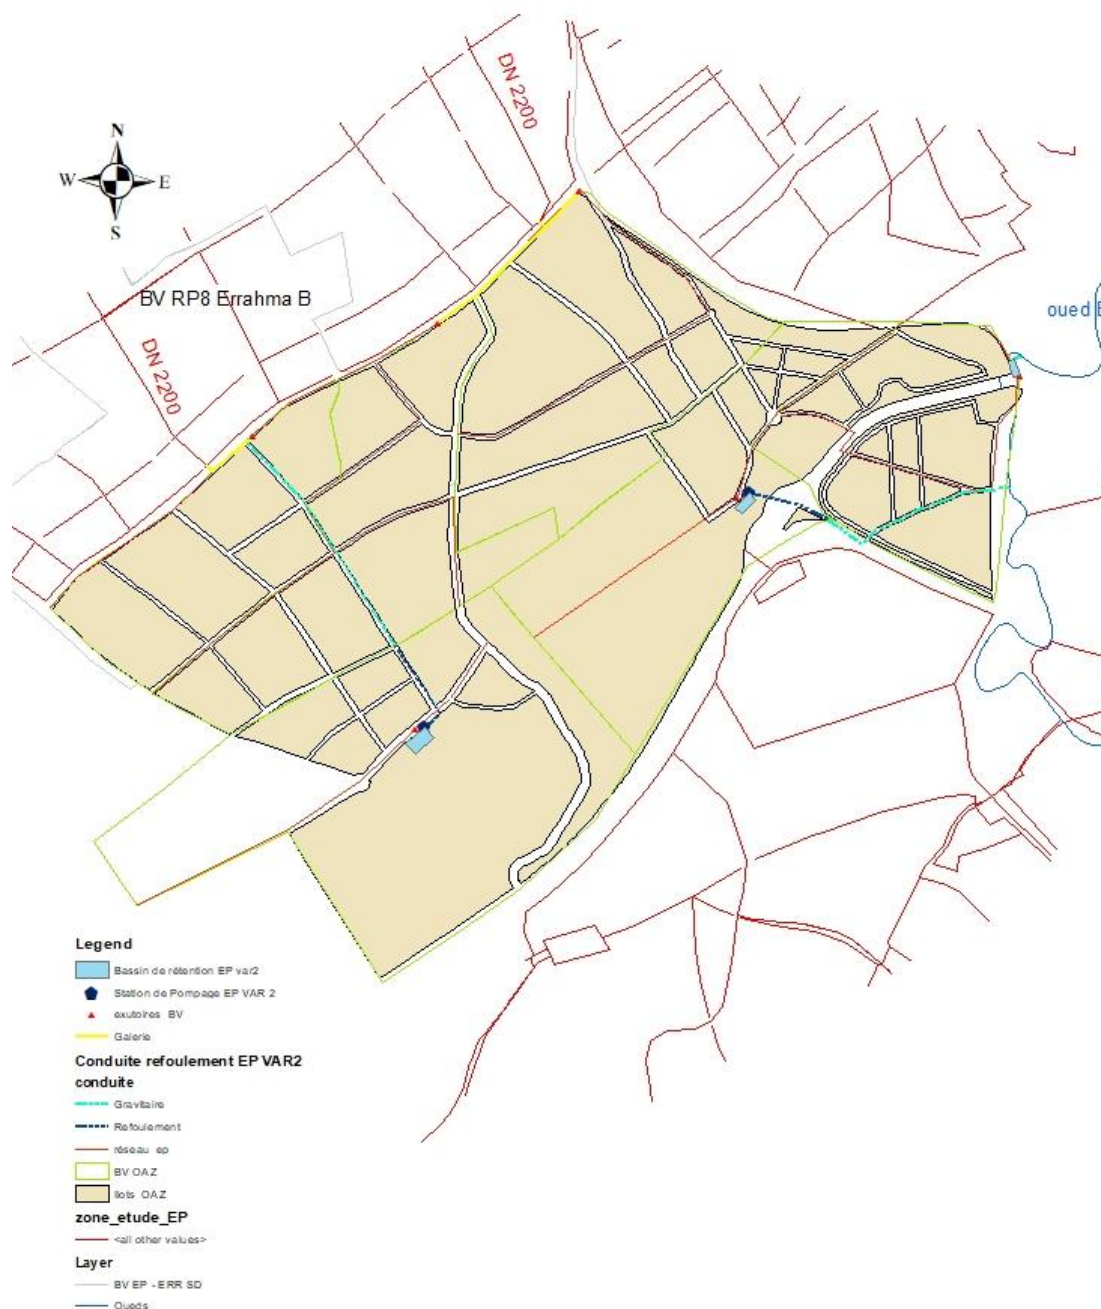 DN 2200
N
W E
S
BV RP8 Errahma B
oued E
DN 2200
Legend
Bassin de rétention EP var2
Station de Pompage EP VAR 2
exutoires BV
Galerie
Conduite refoulement EP VAR2
conduite
Gravitaire
Refoulement
réseau ep
BV OAZ
Ilots OAZ
zone_etude_EP
<all other values>
Layer
BV EP - ERR SD
Oueds